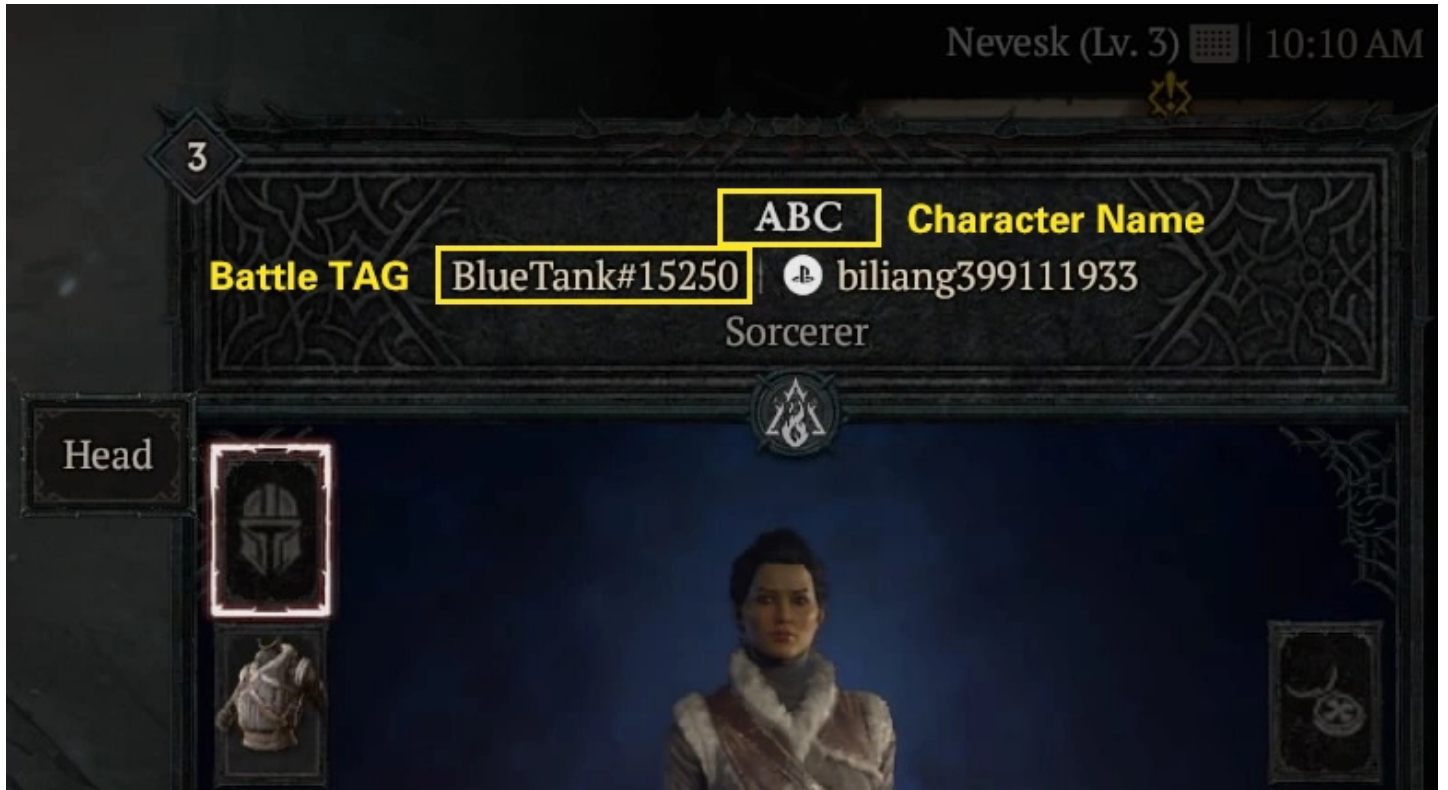 Nevesk (Lv. 3) 10:10 AM
3
ABC Character Name
Battle TAG BlueTank#15250 | biliang399111933
Sorcerer
Head